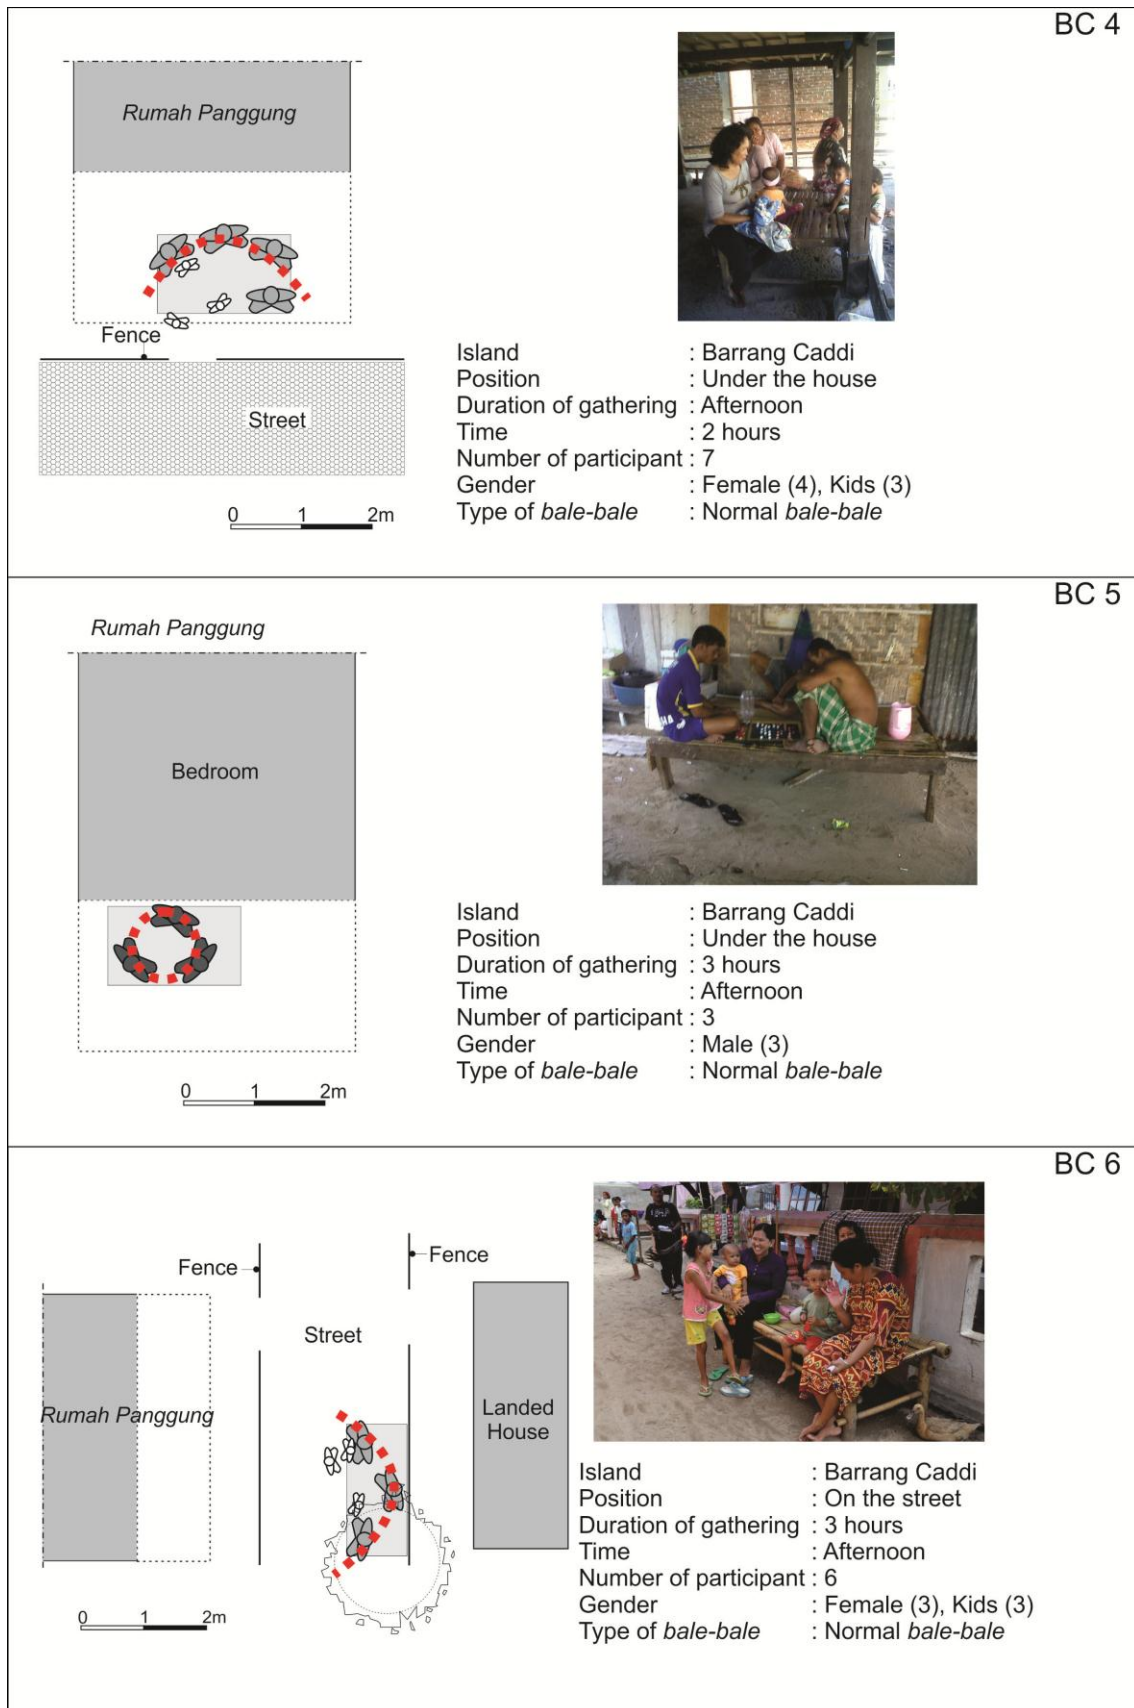 BC 4
Rumah Panggung
Fence
Street
0 1 2m
Island : Barrang Caddi
Position : Under the house
Duration of gathering : Afternoon
Time : 2 hours
Number of participant : 7
Gender : Female (4), Kids (3)
Type of bale-bale : Normal bale-bale
BC 5
Rumah Panggung
Bedroom
0 1 2m
Island : Barrang Caddi
Position : Under the house
Duration of gathering : 3 hours
Time : Afternoon
Number of participant : 3
Gender : Male (3)
Type of bale-bale : Normal bale-bale
BC 6
Fence
Fence
Street
Rumah Panggung
Landed
House
0 1 2m
Island : Barrang Caddi
Position : On the street
Duration of gathering : 3 hours
Time : Afternoon
Number of participant : 6
Gender : Female (3), Kids (3)
Type of bale-bale : Normal bale-bale